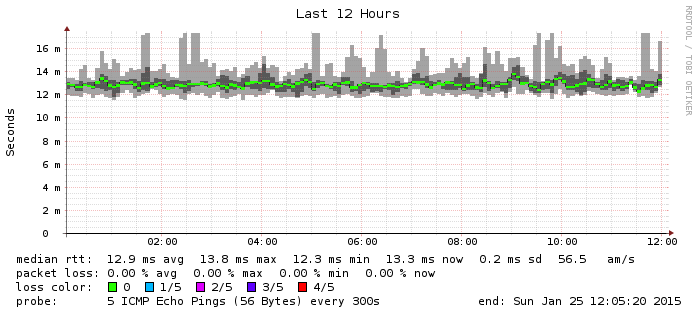 Last 12 Hours
RRDTOOL / TOBI OETIKER
Seconds
16 m
14 m
12 m
10 m
8 m
6 m
4 m
2 m
0
02:00 04:00 06:00 08:00 10:00 12:00
median rtt: 12.9 ms avg 13.8 ms max 12.3 ms min 13.3 ms now 0.2 ms sd 56.5 am/s
packet loss: 0.00 % avg 0.00 % max 0.00 % min 0.00 % now
loss color: 0 1/5 2/5 3/5 4/5
probe: 5 ICMP Echo Pings (56 Bytes) every 300s end: Sun Jan 25 12:05:20 2015